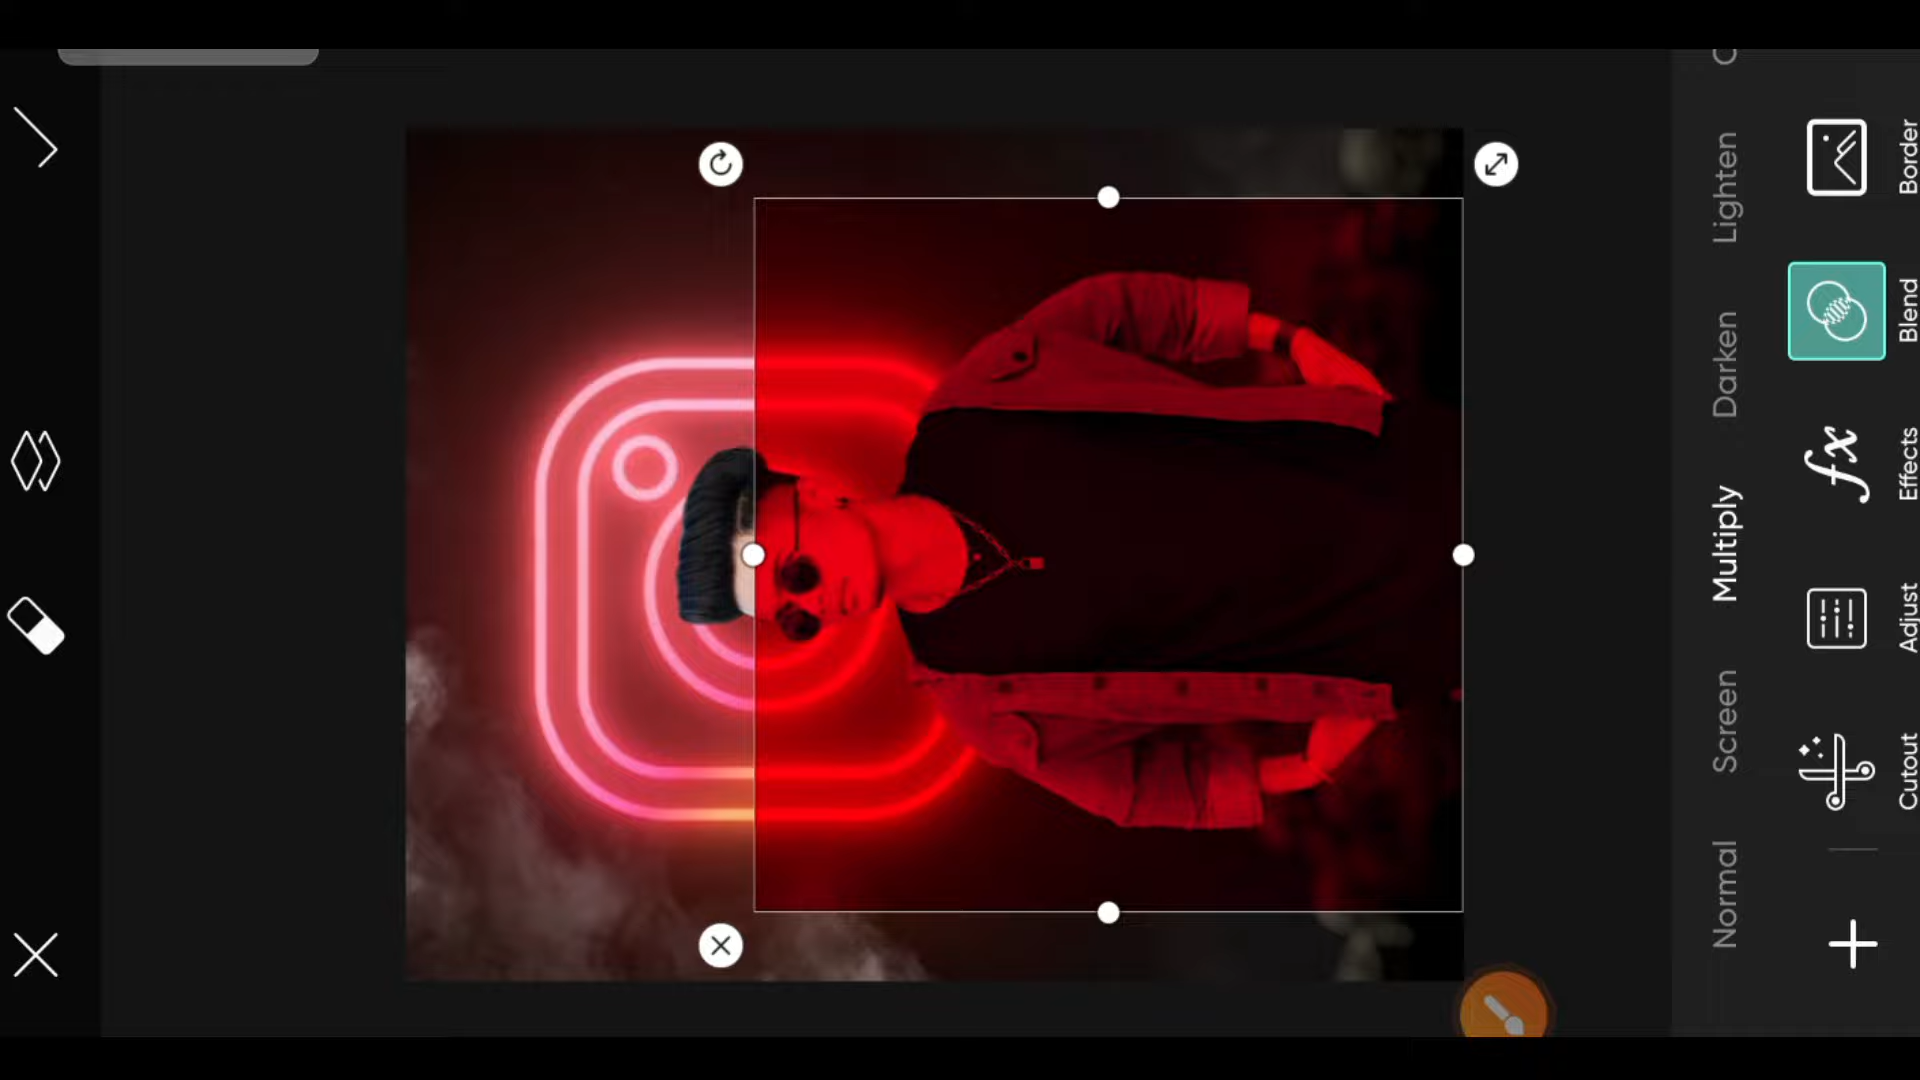 Normal
Screen
Multiply
Darken
Lighten
Cutout
Adjust
Effects
Blend
Border